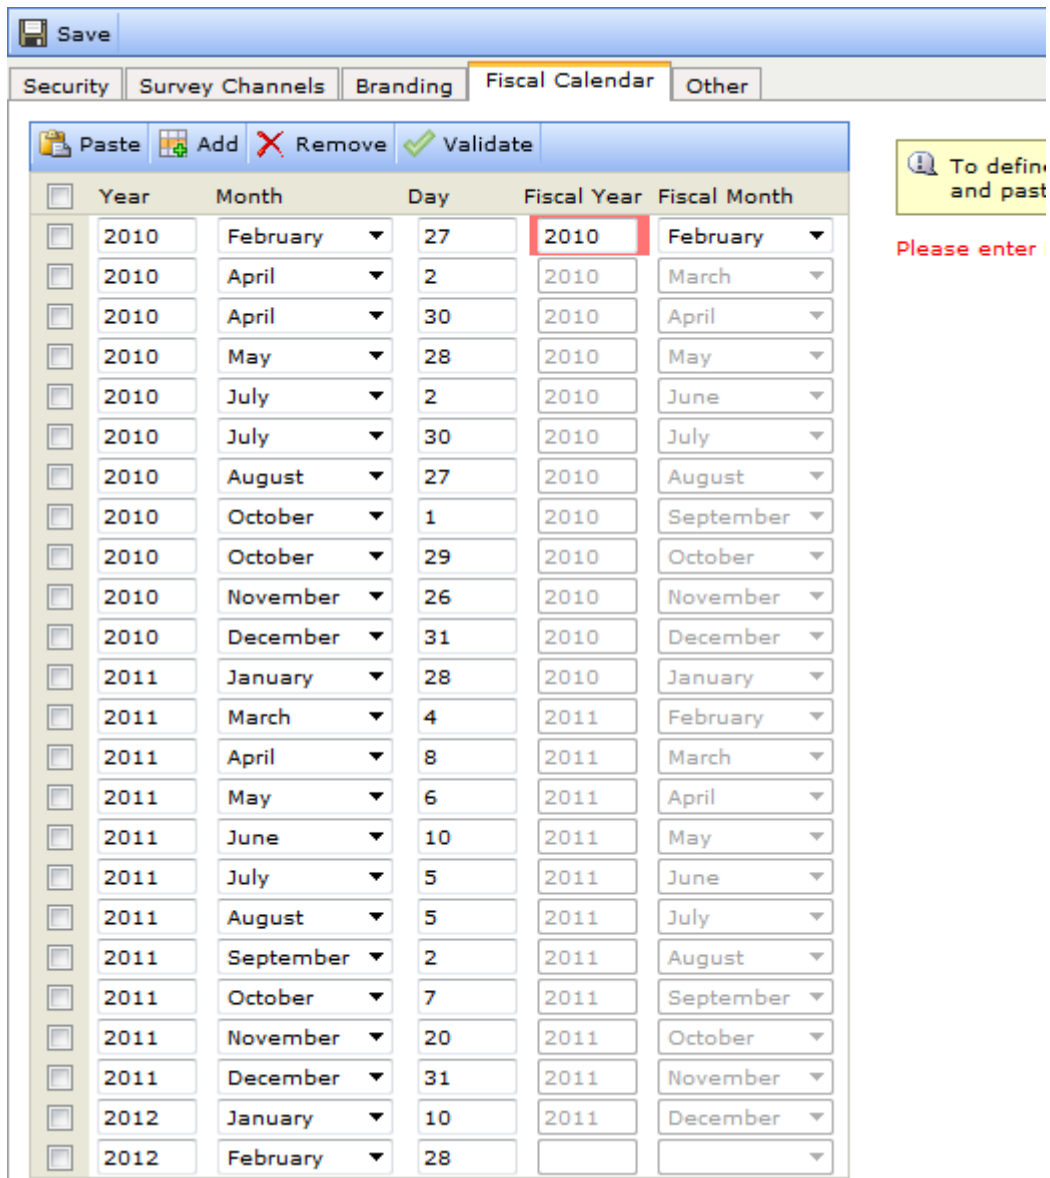 Save
Security Survey Channels Branding Fiscal Calendar Other
Paste Add Remove Validate
To define
and past
Please enter
Year Month Day Fiscal Year Fiscal Month
2010 February 27 2010 February
2010 April 2 2010 March
2010 April 30 2010 April
2010 May 28 2010 May
2010 July 2 2010 June
2010 July 30 2010 July
2010 August 27 2010 August
2010 October 1 2010 September
2010 October 29 2010 October
2010 November 26 2010 November
2010 December 31 2010 December
2011 January 28 2010 January
2011 March 4 2011 February
2011 April 8 2011 March
2011 May 6 2011 April
2011 June 10 2011 May
2011 July 5 2011 June
2011 August 5 2011 July
2011 September 2 2011 August
2011 October 7 2011 September
2011 November 20 2011 October
2011 December 31 2011 November
2012 January 10 2011 December
2012 February 28